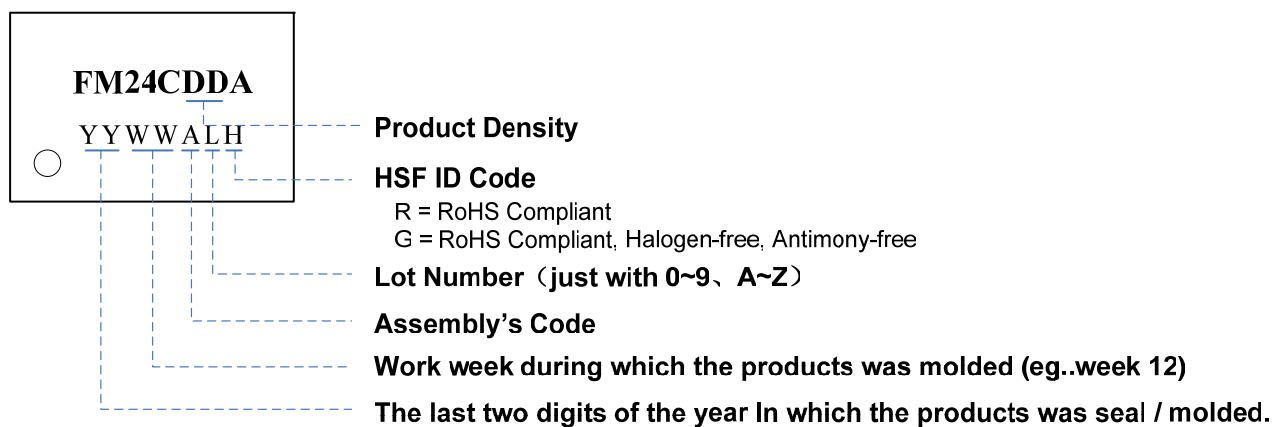 FM24CDDA
YYWWALH
Product Density
HSF ID Code
R = RoHS Compliant
G = RoHS Compliant, Halogen-free, Antimony-free
Lot Number（just with 0~9、A~Z）
Assembly's Code
Work week during which the products was molded (eg..week 12)
The last two digits of the year In which the products was seal / molded.